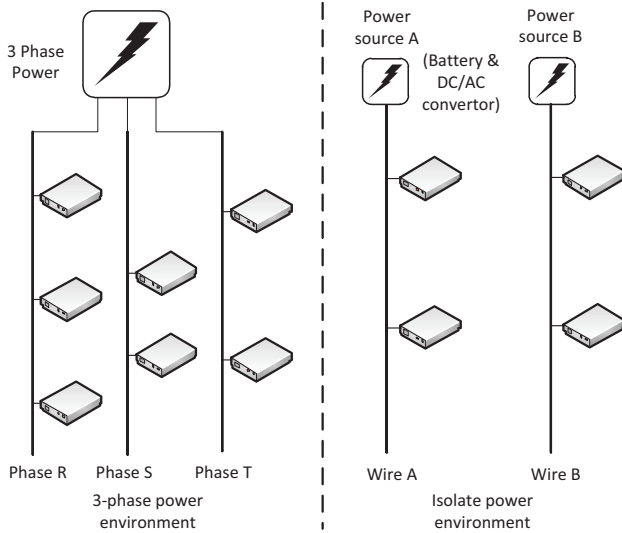 3 Phase
Power
Phase R
Phase S
Phase T
3-phase power
environment
Power
source A
(Battery &
DC/AC
convertor)
Power
source B
Wire A
Wire B
Isolate power
environment